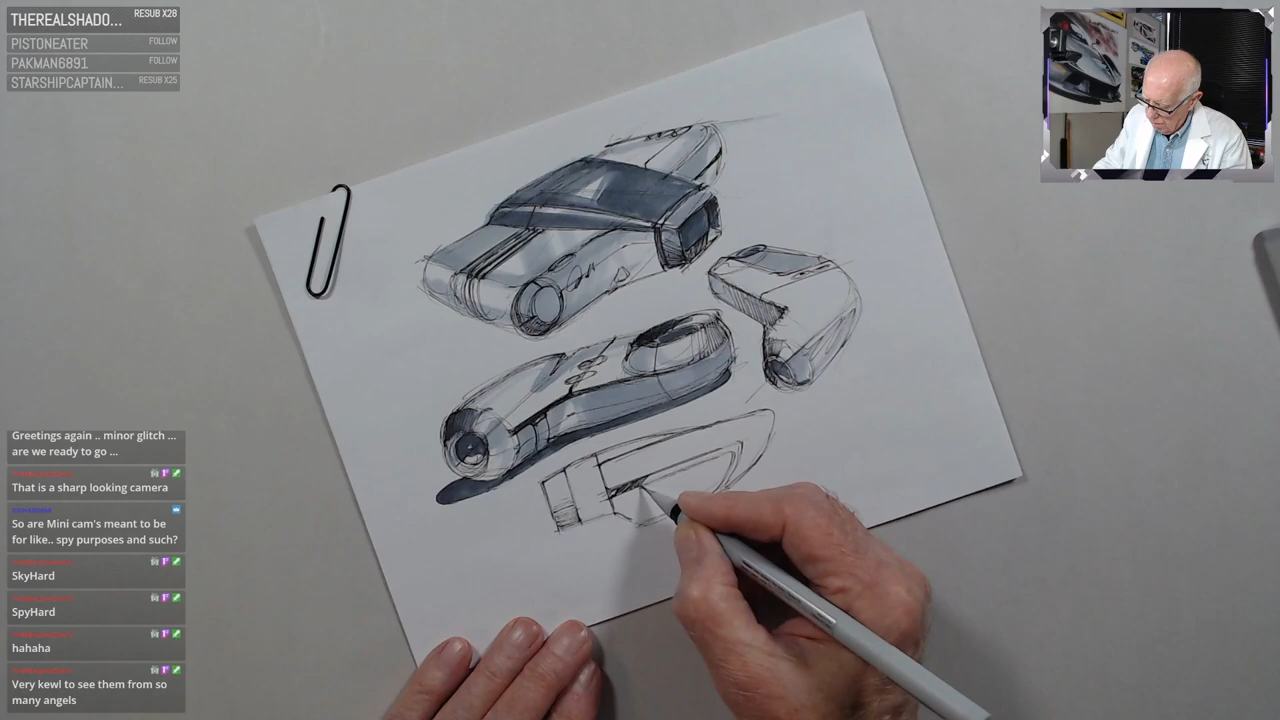 THEREALSHADO...
RESUB X28
PISTONEATER
FOLLOW
PAKMAN6891
FOLLOW
STARSHIPCAPTAIN...
RESUB X25
Greetings again .. minor glitch ...
are we ready to go ...
That is a sharp looking camera
So are Mini cam's meant to be
for like.. spy purposes and such?
SkyHard
SpyHard
hahaha
Very kewl to see them from so
many angels